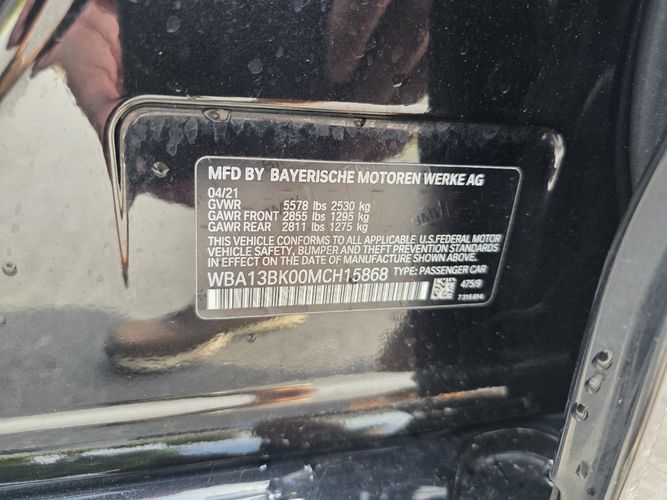 MFD BY BAYERISCHE MOTOREN WERKE AG
04/21
GVWR 5578 lbs 2530 kg
GAWR FRONT 2855 lbs 1295 kg
GAWR REAR 2811 lbs 1275 kg
THIS VEHICLE CONFORMS TO ALL APPLICABLE U.S.FEDERAL MOTOR
VEHICLE SAFETY, BUMPER, AND THEFT PREVENTION STANDARDS
IN EFFECT ON THE DATE OF MANUFACTURE SHOWN ABOVE.
WBA13BK00MCH15868 TYPE: PASSENGER CAR
475/9